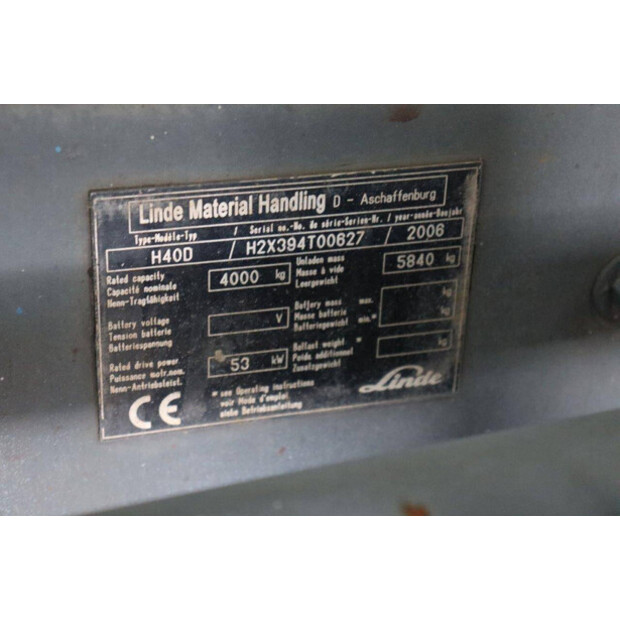 Linde Material Handling D - Aschaffenburg
Type-Modèle-Typ / Serial no.-No. de série-Serien-Nr. / year-année-Baujahr
H40D / H2X394T00627 / 2006
Rated capacity
Capacité nominale
Nenn-Tragfähigkeit
4000 kg
Unladen mass
Masse à vide
Leergewicht
5840 kg
Battery voltage
Tension batterie
Batteriespannung
V
Battery mass max.
Masse batterie
Batteriegewicht min.*
kg
kg
Rated drive power.
Puissance motr.nom.
Nenn-Antriebsleist.
53 kW
Ballast weight *
Poids additionnel
Zusatzgewicht
kg
CE
* use Operating instructions
voir Mode d'emploi
siehe Betriebsanleitung
Linde